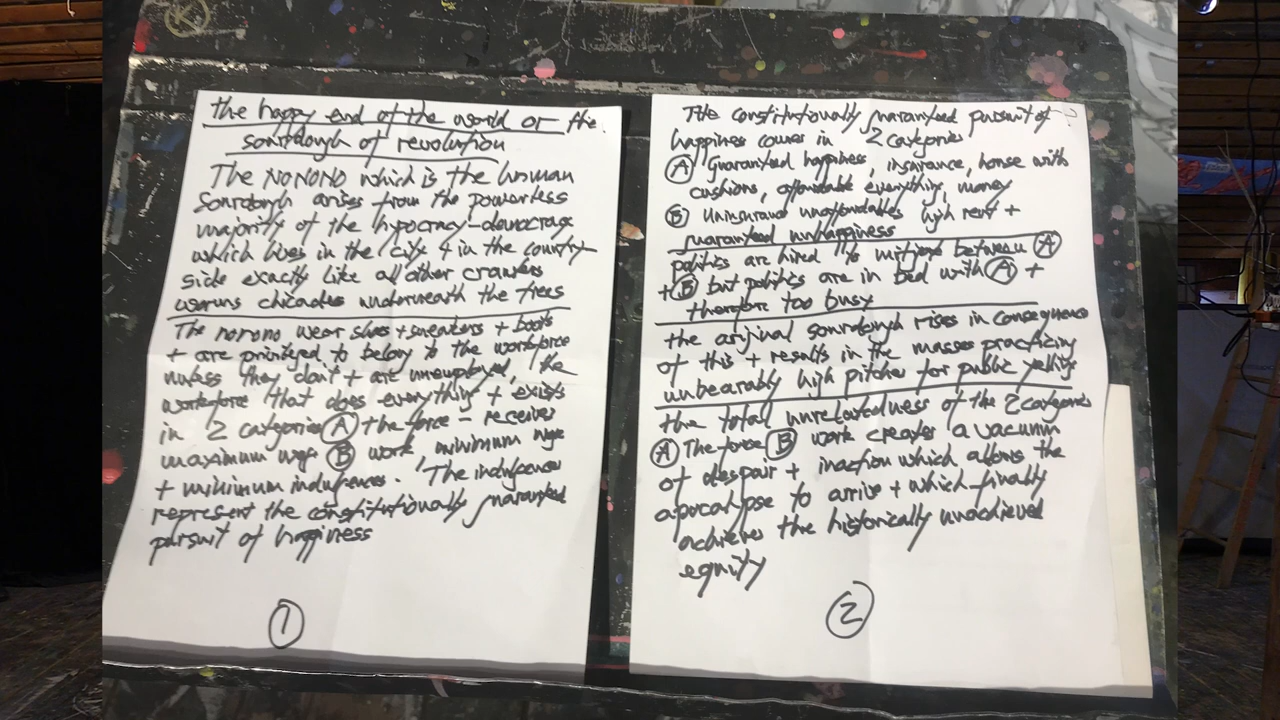 the happy end of the world or the
sourdough of revolution
The NONONO which is the human
Sourdough arises from the powerless
majority of the hypocracy-democracy
which lives in the city + in the country
side exactly like all other crawlers
worms chicades underneath the trees
The nonono wear shoes + sneakers + boots
+ are privileged to belong to the workforce
unless they don't + are unemployed, the
workforce that does everything + exists
in 2 categories A the force - receives
maximum wage B work minimum wage
+ minimum indulgences. The indulgences
represent the constitutionally guaranteed
pursuit of happiness
1
The constitutionally guaranteed pursuit of
happiness comes in 2 categories
A Guaranteed happiness, insurance, house with
cushions, affordable everything, money
B Uninsured unaffordables high rent +
guaranteed unhappiness
politics are hired to between A
+ B but politics are in bed with A +
therefore too busy
the original sourdough rises in consequence
of this + results in the masses practicing
unbearably high pitches for public yellings
the total unrelatedness of the 2 categories
A The force B work creates a vacuum
of despair + inaction which allows the
apocalypse to arrive + which finally
achieves the historically unachieved
equity
2
K